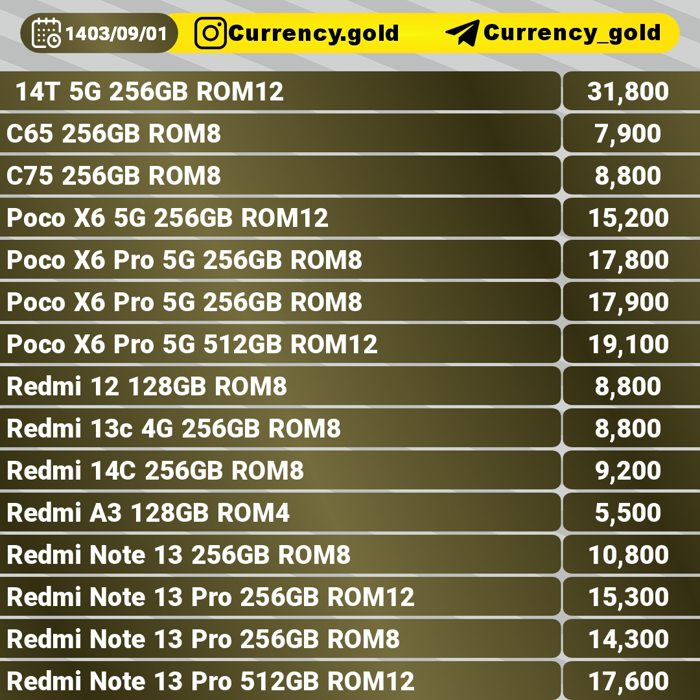 1403/09/01 Currency.gold Currency_gold
14T 5G 256GB ROM12 31,800
C65 256GB ROM8 7,900
C75 256GB ROM8 8,800
Poco X6 5G 256GB ROM12 15,200
Poco X6 Pro 5G 256GB ROM8 17,800
Poco X6 Pro 5G 256GB ROM8 17,900
Poco X6 Pro 5G 512GB ROM12 19,100
Redmi 12 128GB ROM8 8,800
Redmi 13c 4G 256GB ROM8 8,800
Redmi 14C 256GB ROM8 9,200
Redmi A3 128GB ROM4 5,500
Redmi Note 13 256GB ROM8 10,800
Redmi Note 13 Pro 256GB ROM12 15,300
Redmi Note 13 Pro 256GB ROM8 14,300
Redmi Note 13 Pro 512GB ROM12 17,600